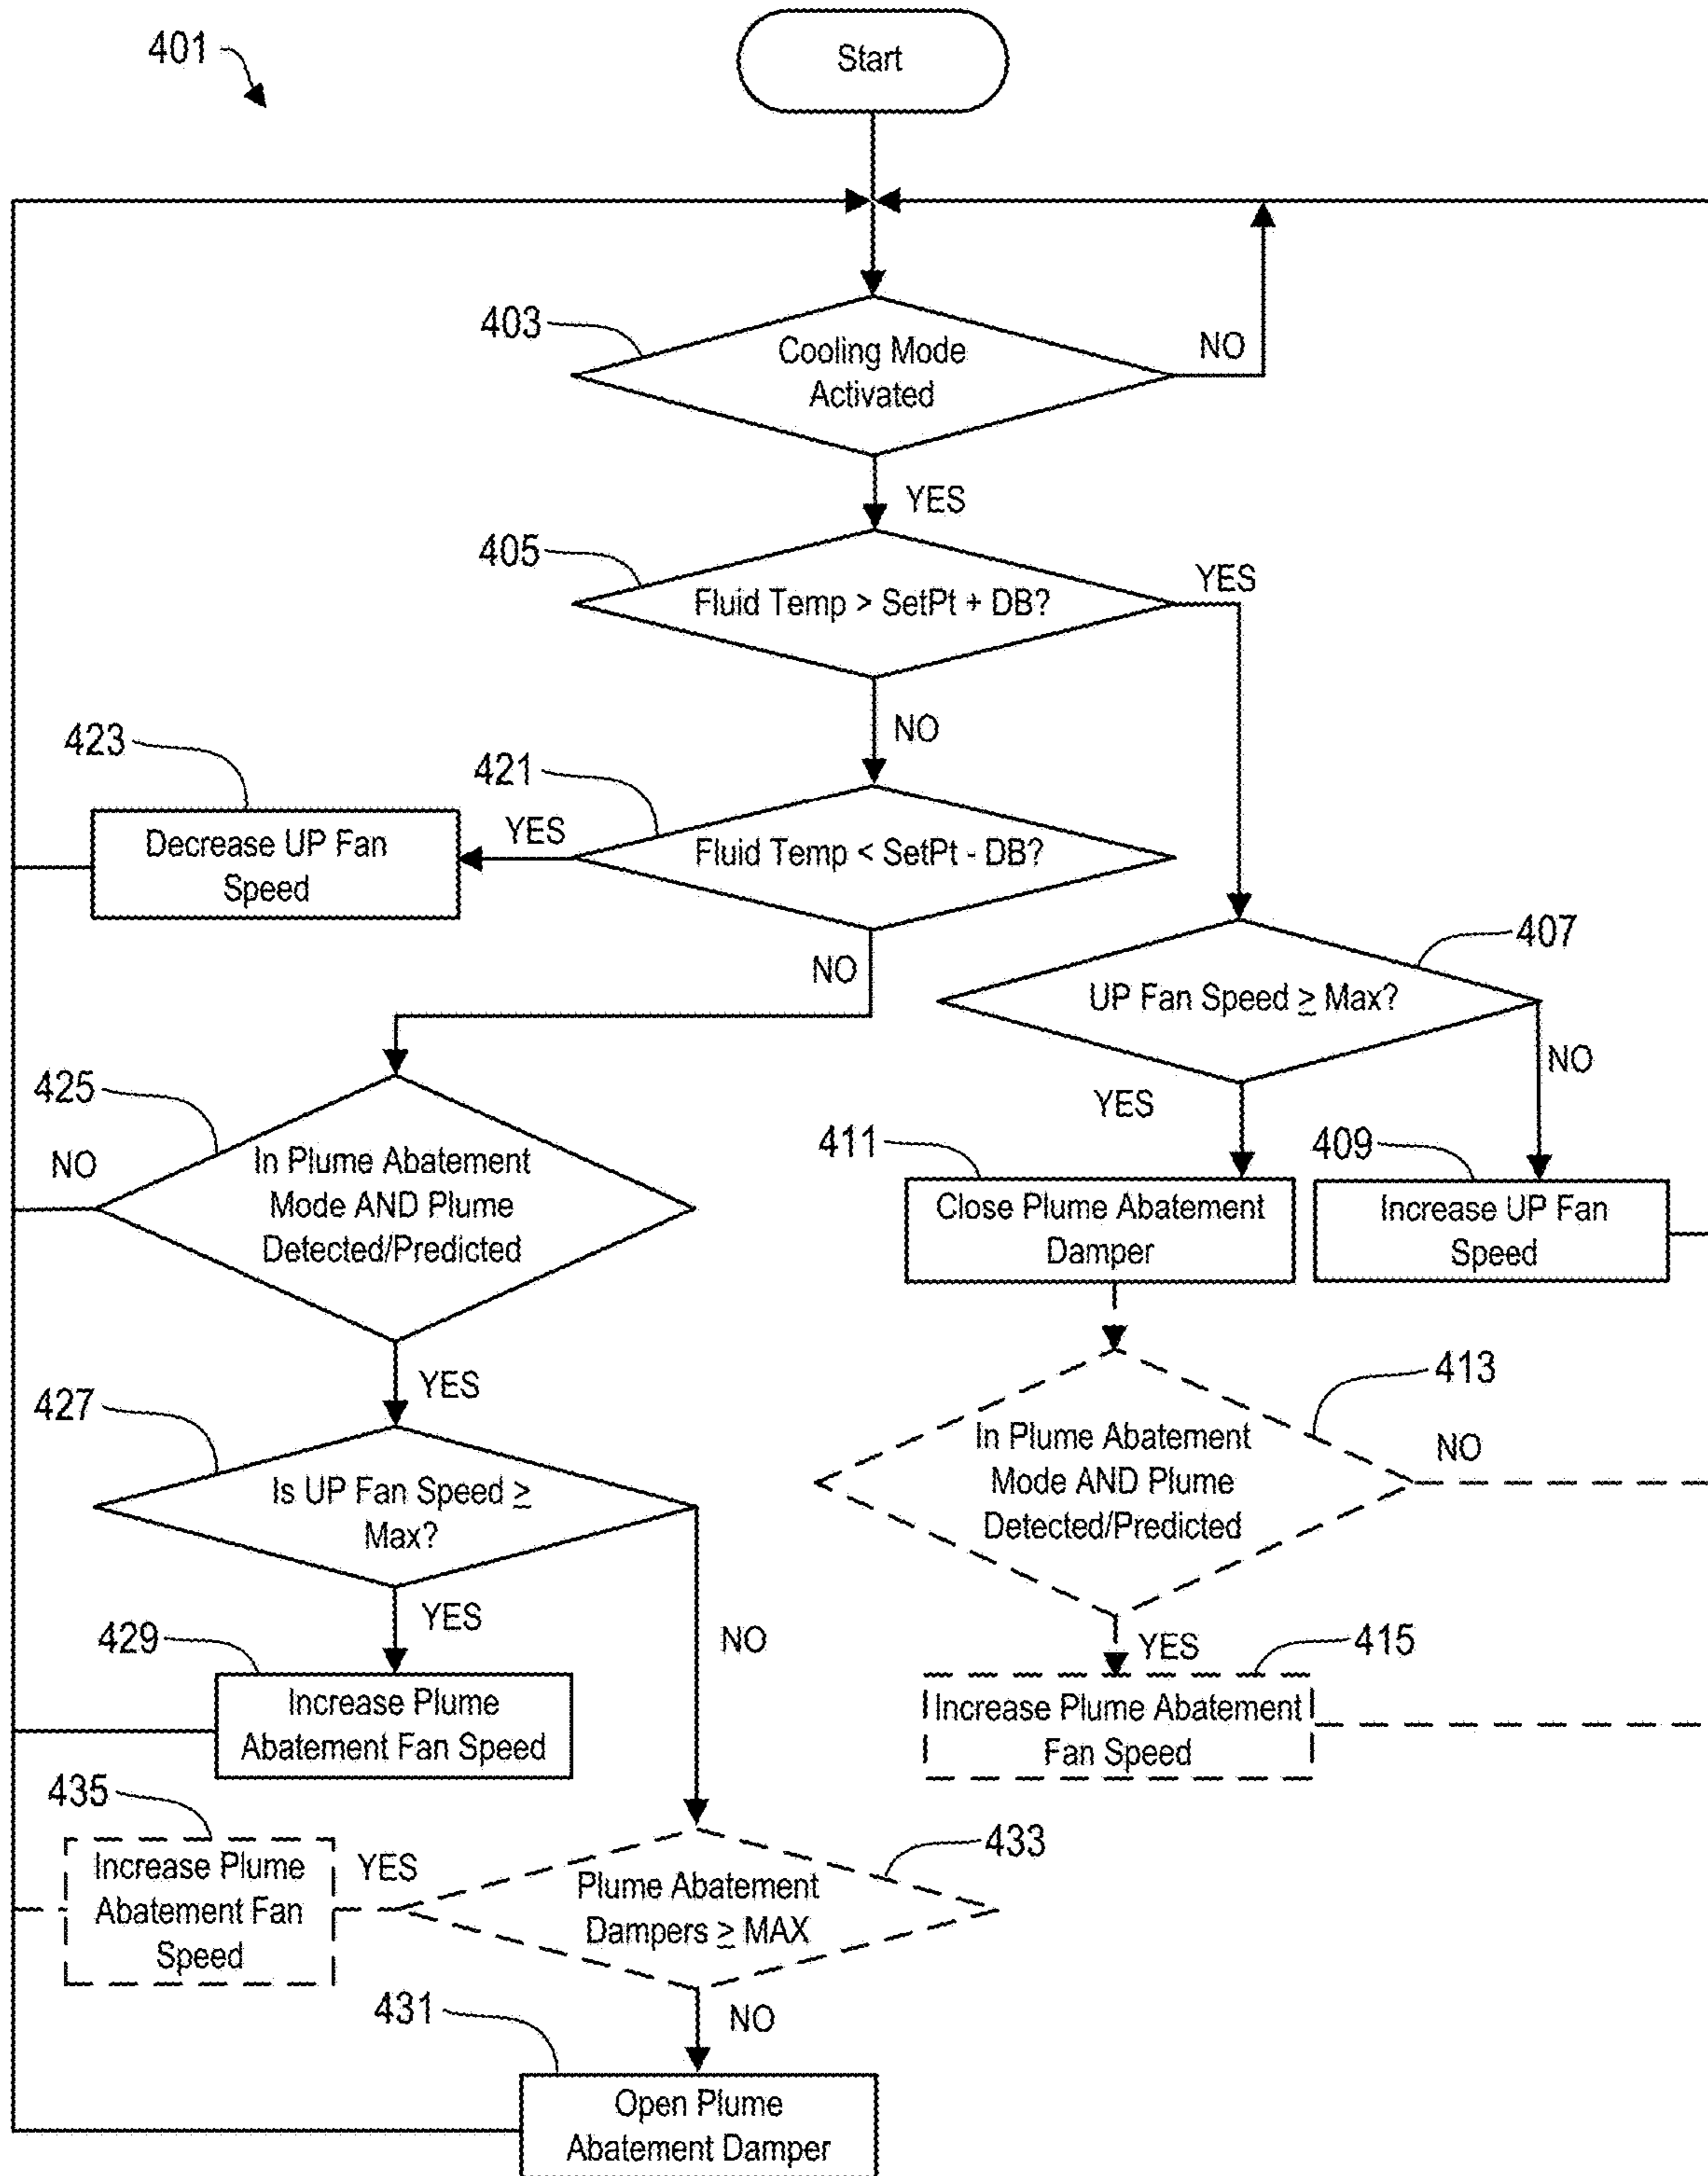 401
Start
403
Cooling Mode
Activated
NO
YES
405
Fluid Temp > SetPt + DB?
YES
NO
423
Decrease UP Fan
Speed
YES
421
Fluid Temp < SetPt - DB?
NO
407
UP Fan Speed ≥ Max?
NO
YES
425
NO
In Plume Abatement
Mode AND Plume
Detected/Predicted
411
Close Plume Abatement
Damper
409
Increase UP Fan
Speed
YES
413
In Plume Abatement
Mode AND Plume
Detected/Predicted
NO
427
Is UP Fan Speed ≥
Max?
YES
NO
429
Increase Plume
Abatement Fan Speed
YES
415
Increase Plume Abatement
Fan Speed
435
Increase Plume
Abatement Fan
Speed
YES
433
Plume Abatement
Dampers ≥ MAX
NO
431
Open Plume
Abatement Damper